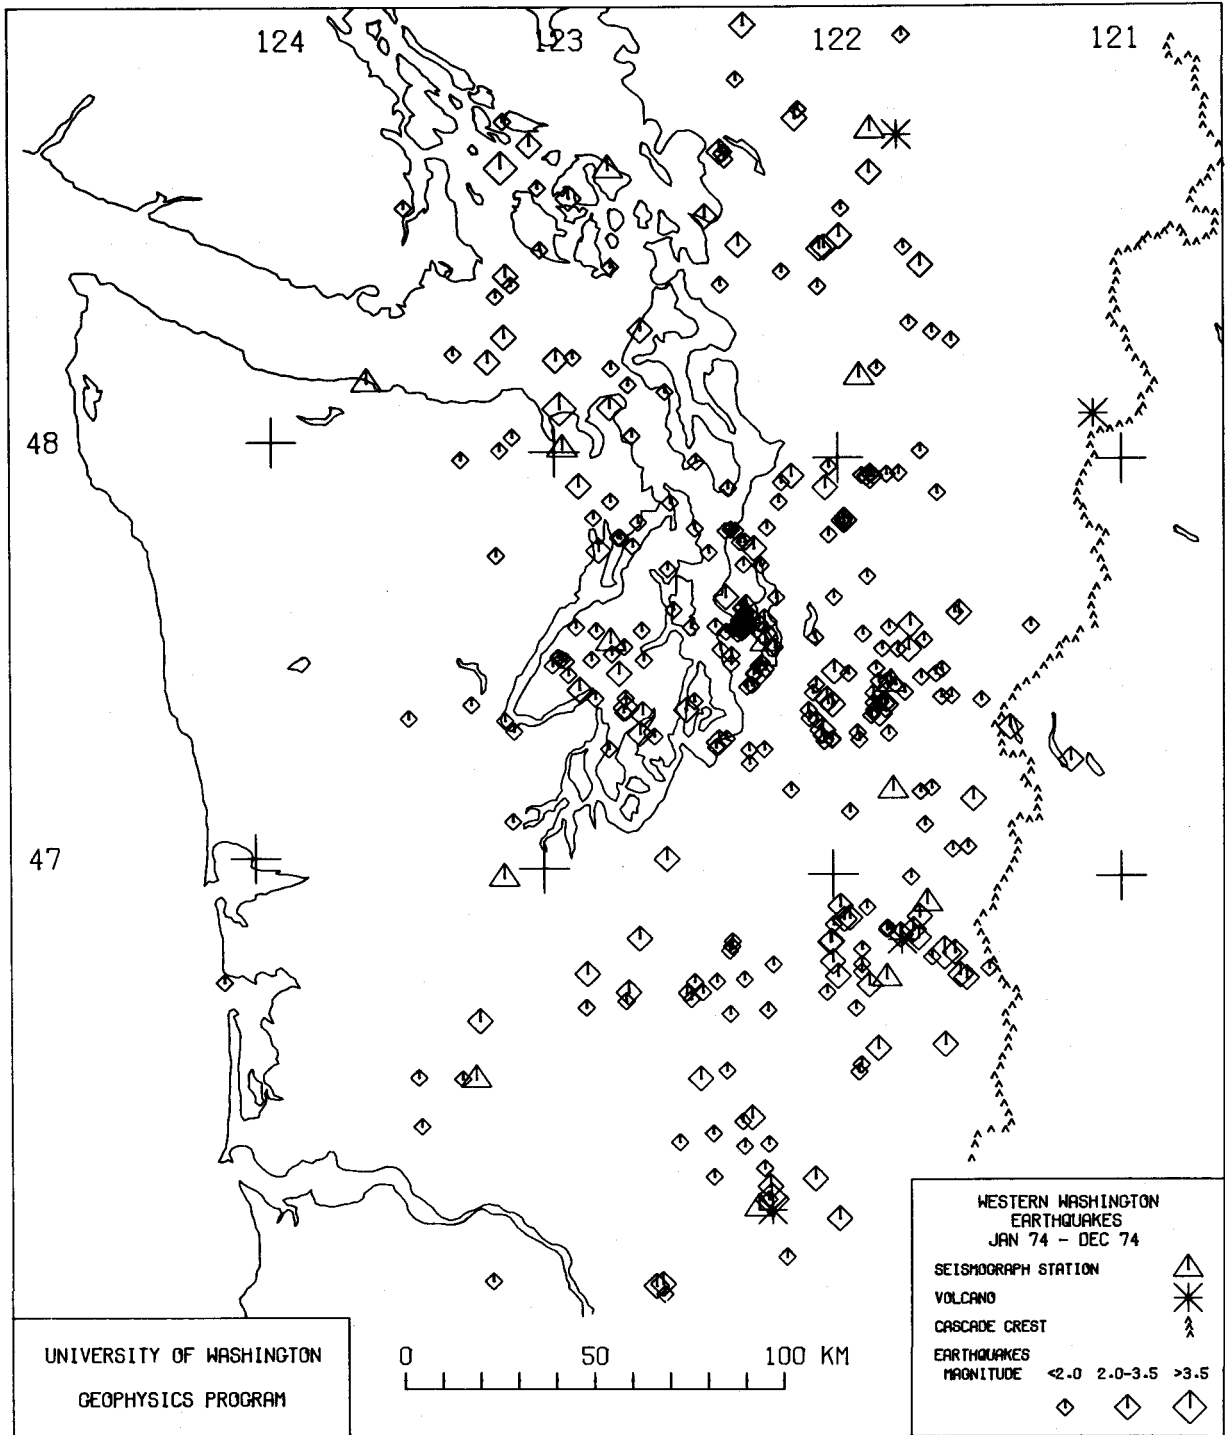 124 123 122 121
48
47
WESTERN WASHINGTON
EARTHQUAKES
JAN 74 - DEC 74
SEISMOGRAPH STATION
VOLCANO
CASCADE CREST
EARTHQUAKES
MAGNITUDE <2.0 2.0-3.5 >3.5
UNIVERSITY OF WASHINGTON
GEOPHYSICS PROGRAM
0 50 100 KM